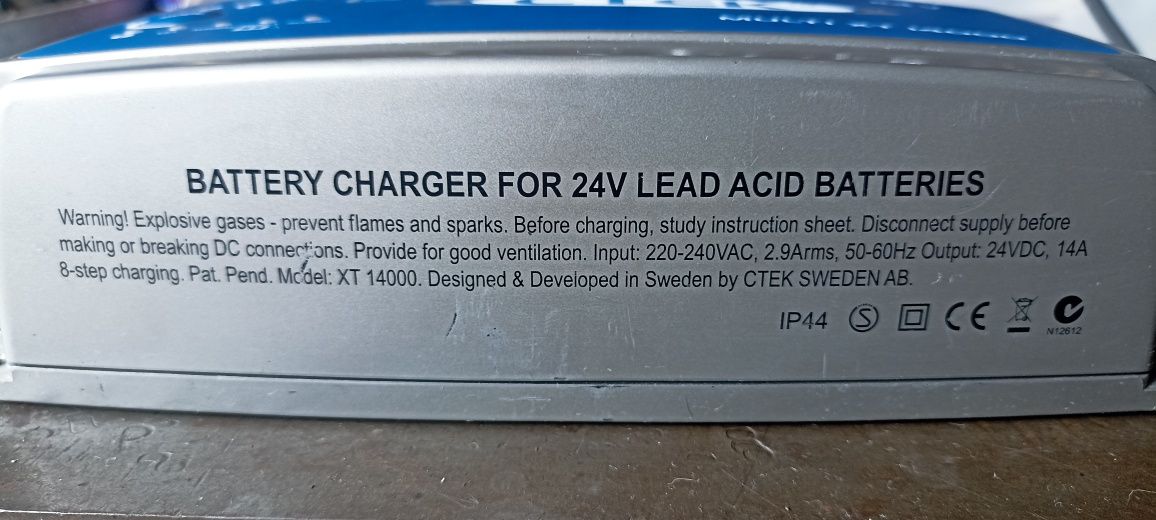 BATTERY CHARGER FOR 24V LEAD ACID BATTERIES
Warning! Explosive gases - prevent flames and sparks. Before charging, study instruction sheet. Disconnect supply before
making or breaking DC connections. Provide for good ventilation. Input: 220-240VAC, 2.9Arms, 50-60Hz Output: 24VDC, 14A
8-step charging. Pat. Pend. Model: XT 14000. Designed & Developed in Sweden by CTEK SWEDEN AB.
IP44 S CE
N12612